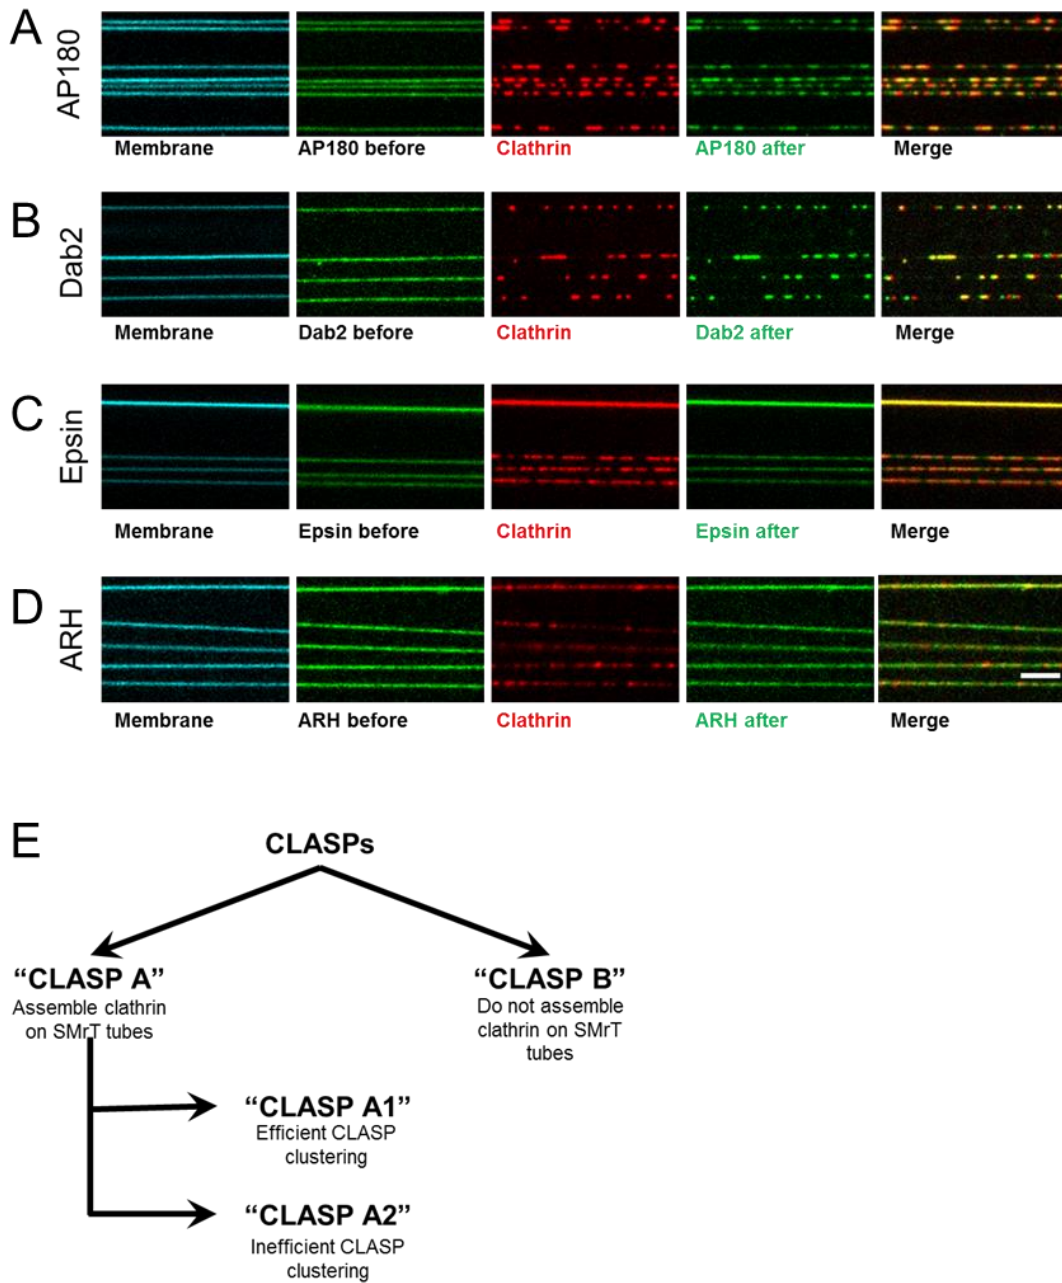 A
AP180
Membrane
AP180 before
Clathrin
AP180 after
Merge
B
Dab2
Membrane
Dab2 before
Clathrin
Dab2 after
Merge
C
Epsin
Membrane
Epsin before
Clathrin
Epsin after
Merge
D
ARH
Membrane
ARH before
Clathrin
ARH after
Merge
E
CLASPs
“CLASP A”
Assemble clathrin
on SMrT tubes
“CLASP B”
Do not assemble
clathrin on SMrT
tubes
“CLASP A1”
Efficient CLASP
clustering
“CLASP A2”
Inefficient CLASP
clustering